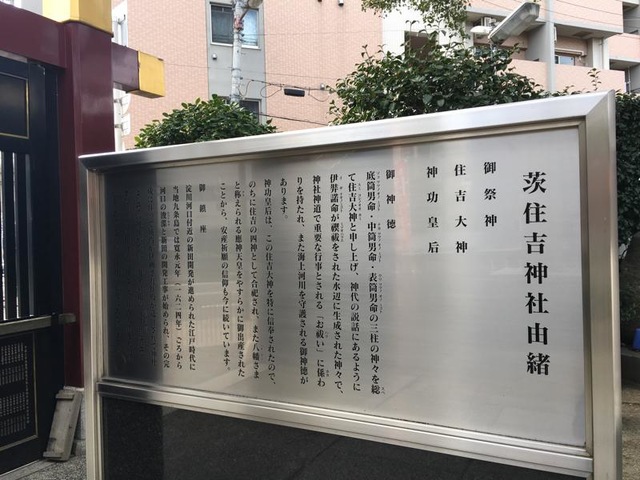 茨住吉神社由緒
御祭神
住吉大神
神功皇后
御神徳
底筒男命・中筒男命・表筒男命の三柱の神々を総
て住吉大神と申し上げ、神代の説話にあるように
伊弉諾命が禊祓をされた水辺に生成された神々で、
神社神道で重要な行事とされる「お祓い」に係わ
りを持たれ、また海上河川を守護される御神徳が
あります。
神功皇后は、この住吉大神を特に信奉されたので、
のちに住吉の四神として合祀され、また八幡さま
と称えられる応神天皇をやすらかに御出産された
ことから、安産祈願の信仰も今に続いています。
御鎮座
淀川河口付近の新田開発が進められた江戸時代に
当地九条島では寛永元年（一六二四年）ごろから
河口の浚渫と新田の開発工事が始められ、その完